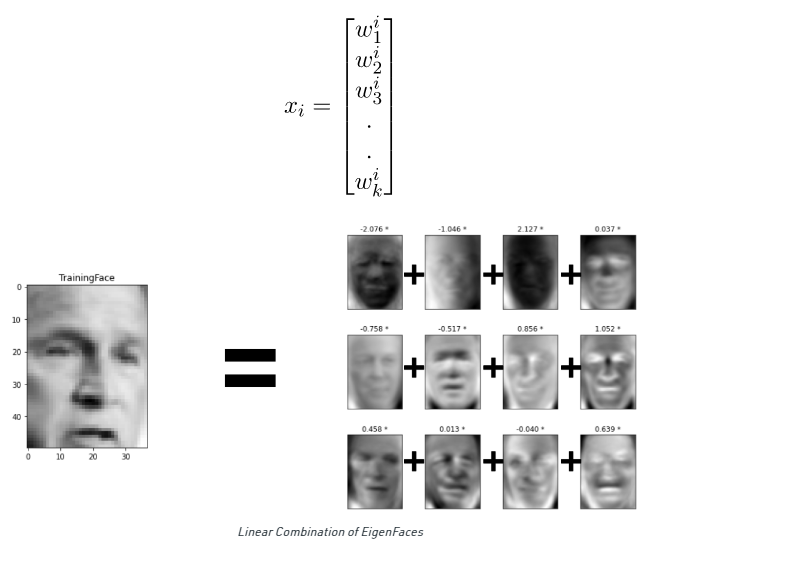 x_i = [w_1^i
w_2^i
w_3^i
.
.
w_k^i]
-2.076 * -1.046 * 2.127 * 0.037 *
TrainingFace
0
10
20
30
40
0 10 20 30
=
+ + +
-0.758 * -0.517 * 0.856 * 1.052 *
+ + +
0.458 * 0.013 * -0.040 * 0.639 *
+ + +
Linear Combination of EigenFaces